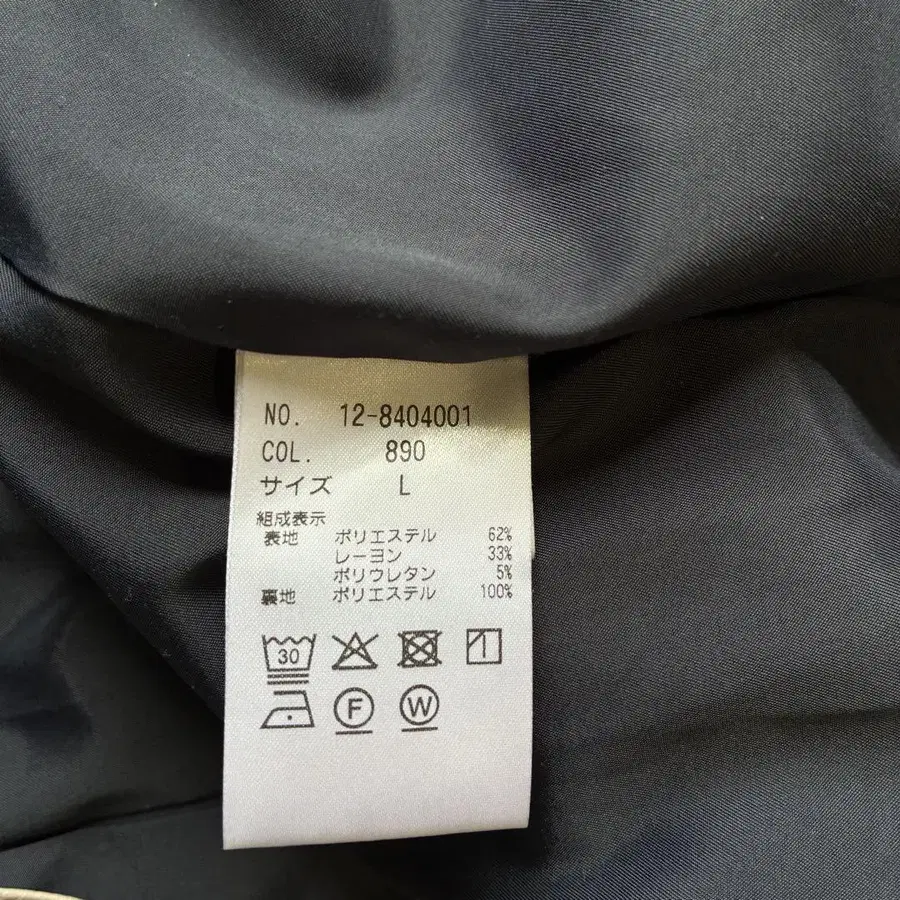 NO. 12-8404001
COL. 890
サイズ L
組成表示
表地 ポリエステル 62%
レーヨン 33%
ポリウレタン 5%
裏地 ポリエステル 100%
30
F W